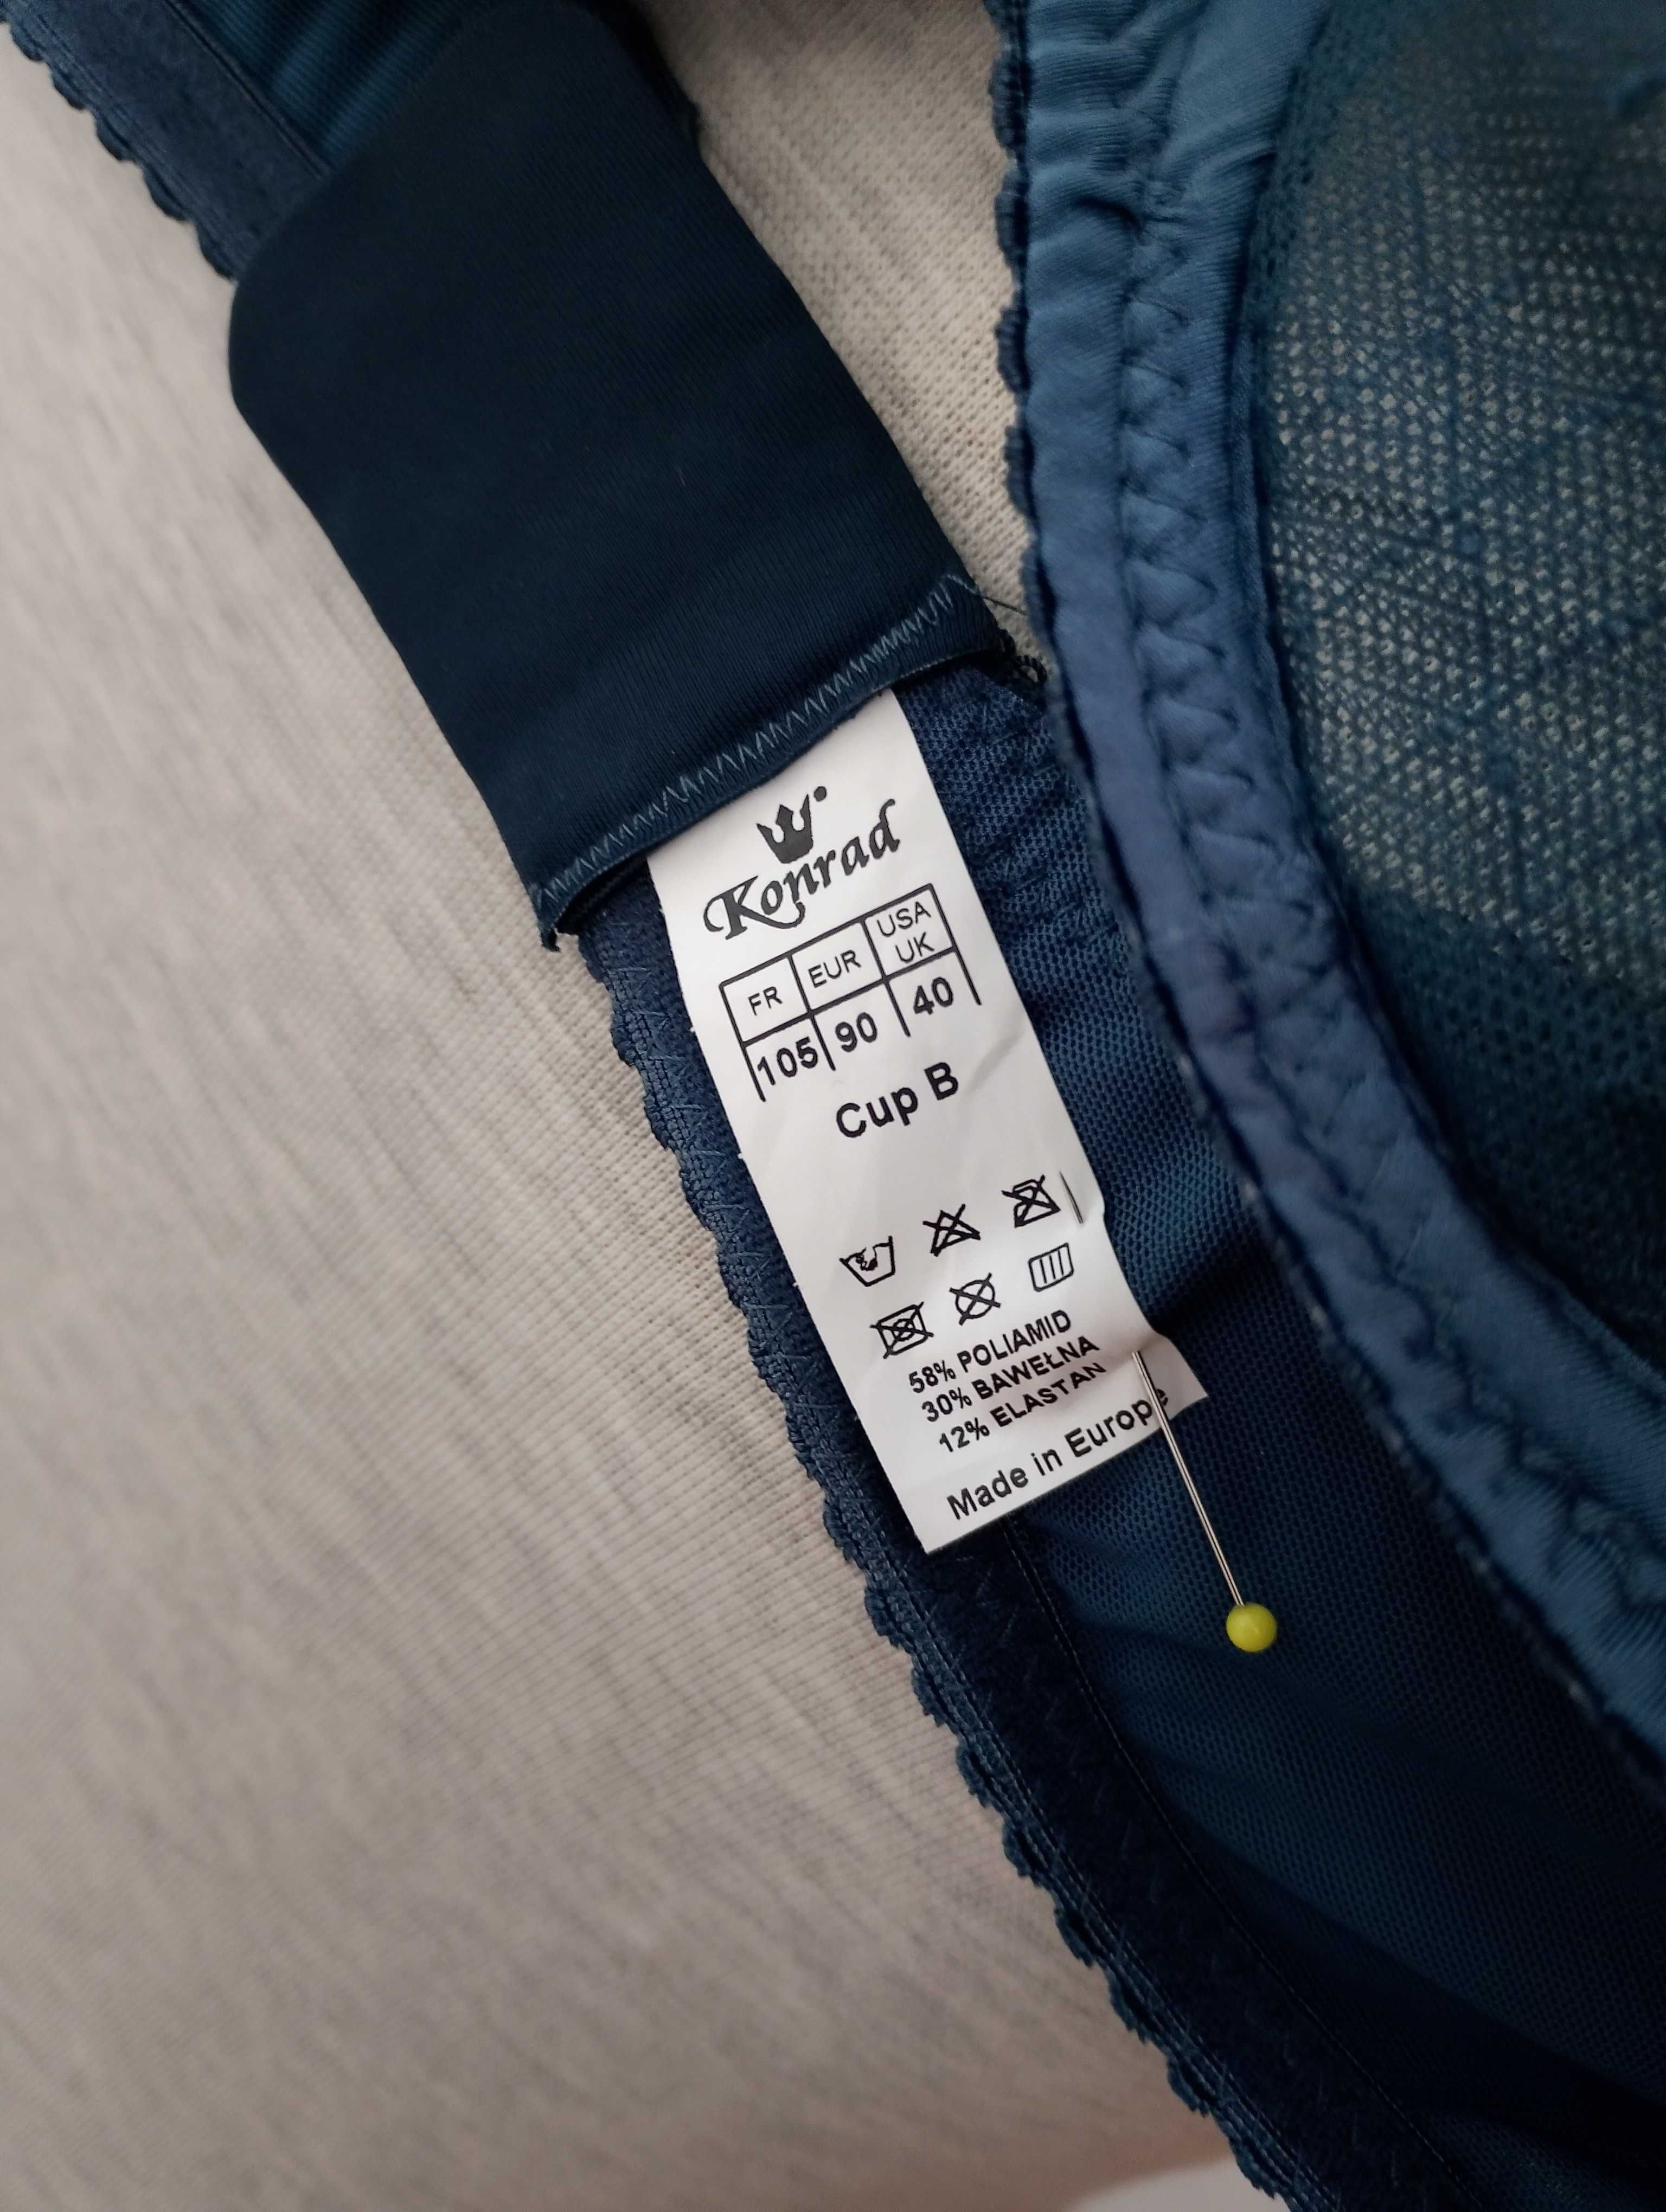 Konrad
FR EUR USA UK
105 90 40
Cup B
58% POLIAMID
30% BAWEŁNA
12% ELASTAN
Made in Europe